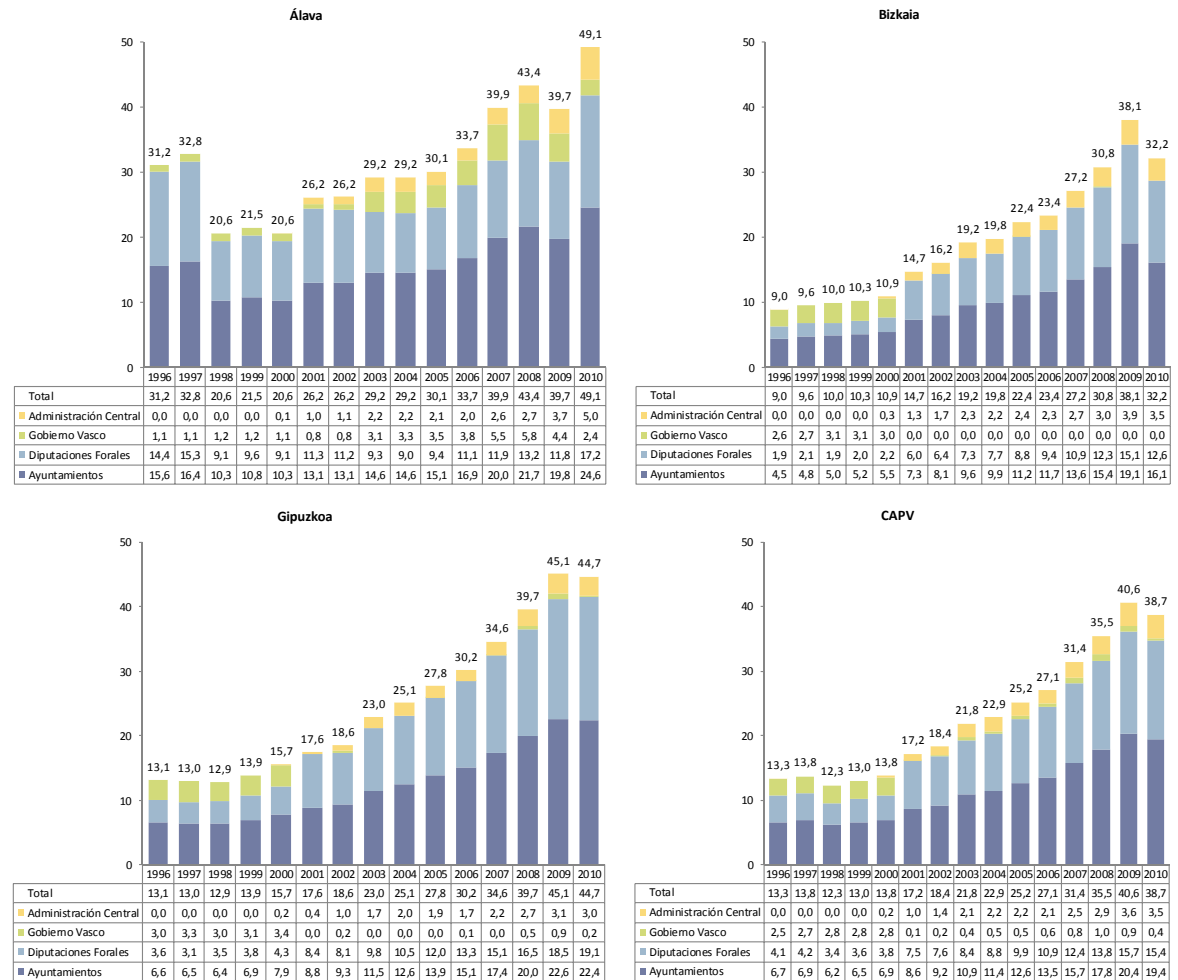 Álava
50
40
30
20
10
0
31,2 32,8 20,6 21,5 20,6 26,2 26,2 29,2 29,2 30,1 33,7 39,9 43,4 39,7 49,1
1996 1997 1998 1999 2000 2001 2002 2003 2004 2005 2006 2007 2008 2009 2010
Total 31,2 32,8 20,6 21,5 20,6 26,2 26,2 29,2 29,2 30,1 33,7 39,9 43,4 39,7 49,1
Administración Central 0,0 0,0 0,0 0,0 0,1 1,0 1,1 2,2 2,2 2,1 2,0 2,6 2,7 3,7 5,0
Gobierno Vasco 1,1 1,1 1,2 1,2 1,1 0,8 0,8 3,1 3,3 3,5 3,8 5,5 5,8 4,4 2,4
Diputaciones Forales 14,4 15,3 9,1 9,6 9,1 11,3 11,2 9,3 9,0 9,4 11,1 11,9 13,2 11,8 17,2
Ayuntamientos 15,6 16,4 10,3 10,8 10,3 13,1 13,1 14,6 14,6 15,1 16,9 20,0 21,7 19,8 24,6
Bizkaia
50
40
30
20
10
0
9,0 9,6 10,0 10,3 10,9 14,7 16,2 19,2 19,8 22,4 23,4 27,2 30,8 38,1 32,2
1996 1997 1998 1999 2000 2001 2002 2003 2004 2005 2006 2007 2008 2009 2010
Total 9,0 9,6 10,0 10,3 10,9 14,7 16,2 19,2 19,8 22,4 23,4 27,2 30,8 38,1 32,2
Administración Central 0,0 0,0 0,0 0,0 0,3 1,3 1,7 2,3 2,2 2,4 2,3 2,7 3,0 3,9 3,5
Gobierno Vasco 2,6 2,7 3,1 3,1 3,0 0,0 0,0 0,0 0,0 0,0 0,0 0,0 0,0 0,0 0,0
Diputaciones Forales 1,9 2,1 1,9 2,0 2,2 6,0 6,4 7,3 7,7 8,8 9,4 10,9 12,3 15,1 12,6
Ayuntamientos 4,5 4,8 5,0 5,2 5,5 7,3 8,1 9,6 9,9 11,2 11,7 13,6 15,4 19,1 16,1
Gipuzkoa
50
40
30
20
10
0
13,1 13,0 12,9 13,9 15,7 17,6 18,6 23,0 25,1 27,8 30,2 34,6 39,7 45,1 44,7
1996 1997 1998 1999 2000 2001 2002 2003 2004 2005 2006 2007 2008 2009 2010
Total 13,1 13,0 12,9 13,9 15,7 17,6 18,6 23,0 25,1 27,8 30,2 34,6 39,7 45,1 44,7
Administración Central 0,0 0,0 0,0 0,0 0,2 0,4 1,0 1,7 2,0 1,9 1,7 2,2 2,7 3,1 3,0
Gobierno Vasco 3,0 3,3 3,0 3,1 3,4 0,0 0,2 0,0 0,0 0,0 0,1 0,0 0,5 0,9 0,2
Diputaciones Forales 3,6 3,1 3,5 3,8 4,3 8,4 8,1 9,8 10,5 12,0 13,3 15,1 16,5 18,5 19,1
Ayuntamientos 6,6 6,5 6,4 6,9 7,9 8,8 9,3 11,5 12,6 13,9 15,1 17,4 20,0 22,6 22,4
CAPV
50
40
30
20
10
0
13,3 13,8 12,3 13,0 13,8 17,2 18,4 21,8 22,9 25,2 27,1 31,4 35,5 40,6 38,7
1996 1997 1998 1999 2000 2001 2002 2003 2004 2005 2006 2007 2008 2009 2010
Total 13,3 13,8 12,3 13,0 13,8 17,2 18,4 21,8 22,9 25,2 27,1 31,4 35,5 40,6 38,7
Administración Central 0,0 0,0 0,0 0,0 0,2 1,0 1,4 2,1 2,2 2,2 2,1 2,5 2,9 3,6 3,5
Gobierno Vasco 2,5 2,7 2,8 2,8 2,8 0,1 0,2 0,4 0,5 0,5 0,6 0,8 1,0 0,9 0,4
Diputaciones Forales 4,1 4,2 3,4 3,6 3,8 7,5 7,6 8,4 8,8 9,9 10,9 12,4 13,8 15,7 15,4
Ayuntamientos 6,7 6,9 6,2 6,5 6,9 8,6 9,2 10,9 11,4 12,6 13,5 15,7 17,8 20,4 19,4